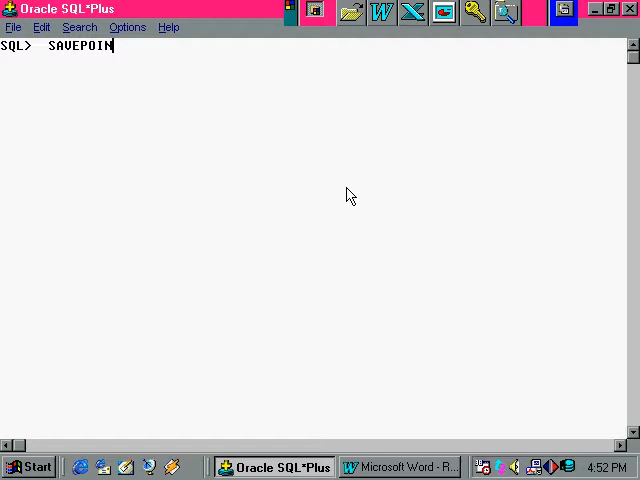 Oracle SQL*Plus
File Edit Search Options Help
SQL> SAVEPOIN
Start
Oracle SQL*Plus
Microsoft Word - R...
4:52 PM